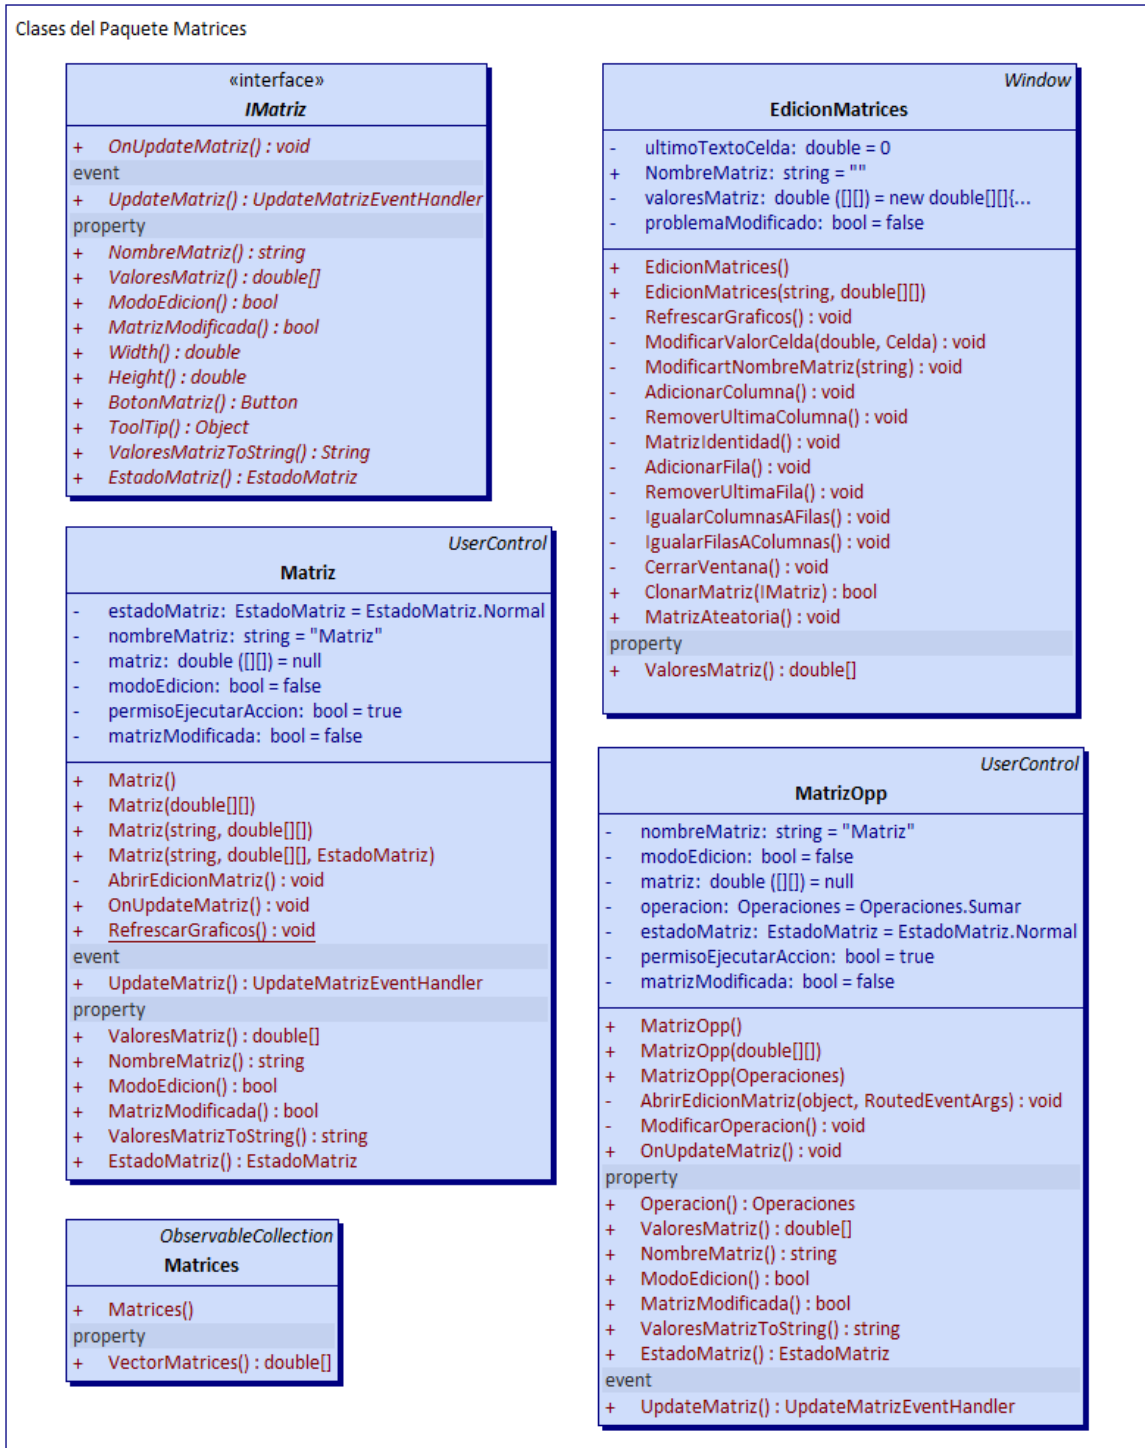 Clases del Paquete Matrices
«interface»
IMatriz
+ OnUpdateMatriz() : void
event
+ UpdateMatriz() : UpdateMatrizEventHandler
property
+ NombreMatriz() : string
+ ValoresMatriz() : double[]
+ ModoEdicion() : bool
+ MatrizModificada() : bool
+ Width() : double
+ Height() : double
+ BotonMatriz() : Button
+ ToolTip() : Object
+ ValoresMatrizToString() : String
+ EstadoMatriz() : EstadoMatriz
UserControl
Matriz
- estadoMatriz: EstadoMatriz = EstadoMatriz.Normal
- nombreMatriz: string = "Matriz"
- matriz: double ([][]) = null
- modoEdicion: bool = false
- permisoEjecutarAccion: bool = true
- matrizModificada: bool = false
+ Matriz()
+ Matriz(double[][])
+ Matriz(string, double[][])
+ Matriz(string, double[][], EstadoMatriz)
- AbrirEdicionMatriz() : void
+ OnUpdateMatriz() : void
+ RefrescarGraficos() : void
event
+ UpdateMatriz() : UpdateMatrizEventHandler
property
+ ValoresMatriz() : double[]
+ NombreMatriz() : string
+ ModoEdicion() : bool
+ MatrizModificada() : bool
+ ValoresMatrizToString() : string
+ EstadoMatriz() : EstadoMatriz
ObservableCollection
Matrices
+ Matrices()
property
+ VectorMatrices() : double[]
Window
EdicionMatrices
- ultimoTextoCelda: double = 0
+ NombreMatriz: string = ""
- valoresMatriz: double ([][]) = new double[][]{...
- problemaModificado: bool = false
+ EdicionMatrices()
+ EdicionMatrices(string, double[][])
- RefrescarGraficos() : void
- ModificarValorCelda(double, Celda) : void
- ModificartNombreMatriz(string) : void
- AdicionarColumna() : void
- RemoverUltimaColumna() : void
- MatrizIdentidad() : void
- AdicionarFila() : void
- RemoverUltimaFila() : void
- IgualarColumnasAFilas() : void
- IgualarFilasAColumnas() : void
- CerrarVentana() : void
+ ClonarMatriz(IMatriz) : bool
+ MatrizAteatoria() : void
property
+ ValoresMatriz() : double[]
UserControl
MatrizOpp
- nombreMatriz: string = "Matriz"
- modoEdicion: bool = false
- matriz: double ([][]) = null
- operacion: Operaciones = Operaciones.Sumar
- estadoMatriz: EstadoMatriz = EstadoMatriz.Normal
- permisoEjecutarAccion: bool = true
- matrizModificada: bool = false
+ MatrizOpp()
+ MatrizOpp(double[][])
+ MatrizOpp(Operaciones)
- AbrirEdicionMatriz(object, RoutedEventArgs) : void
- ModificarOperacion() : void
+ OnUpdateMatriz() : void
property
+ Operacion() : Operaciones
+ ValoresMatriz() : double[]
+ NombreMatriz() : string
+ ModoEdicion() : bool
+ MatrizModificada() : bool
+ ValoresMatrizToString() : string
+ EstadoMatriz() : EstadoMatriz
event
+ UpdateMatriz() : UpdateMatrizEventHandler